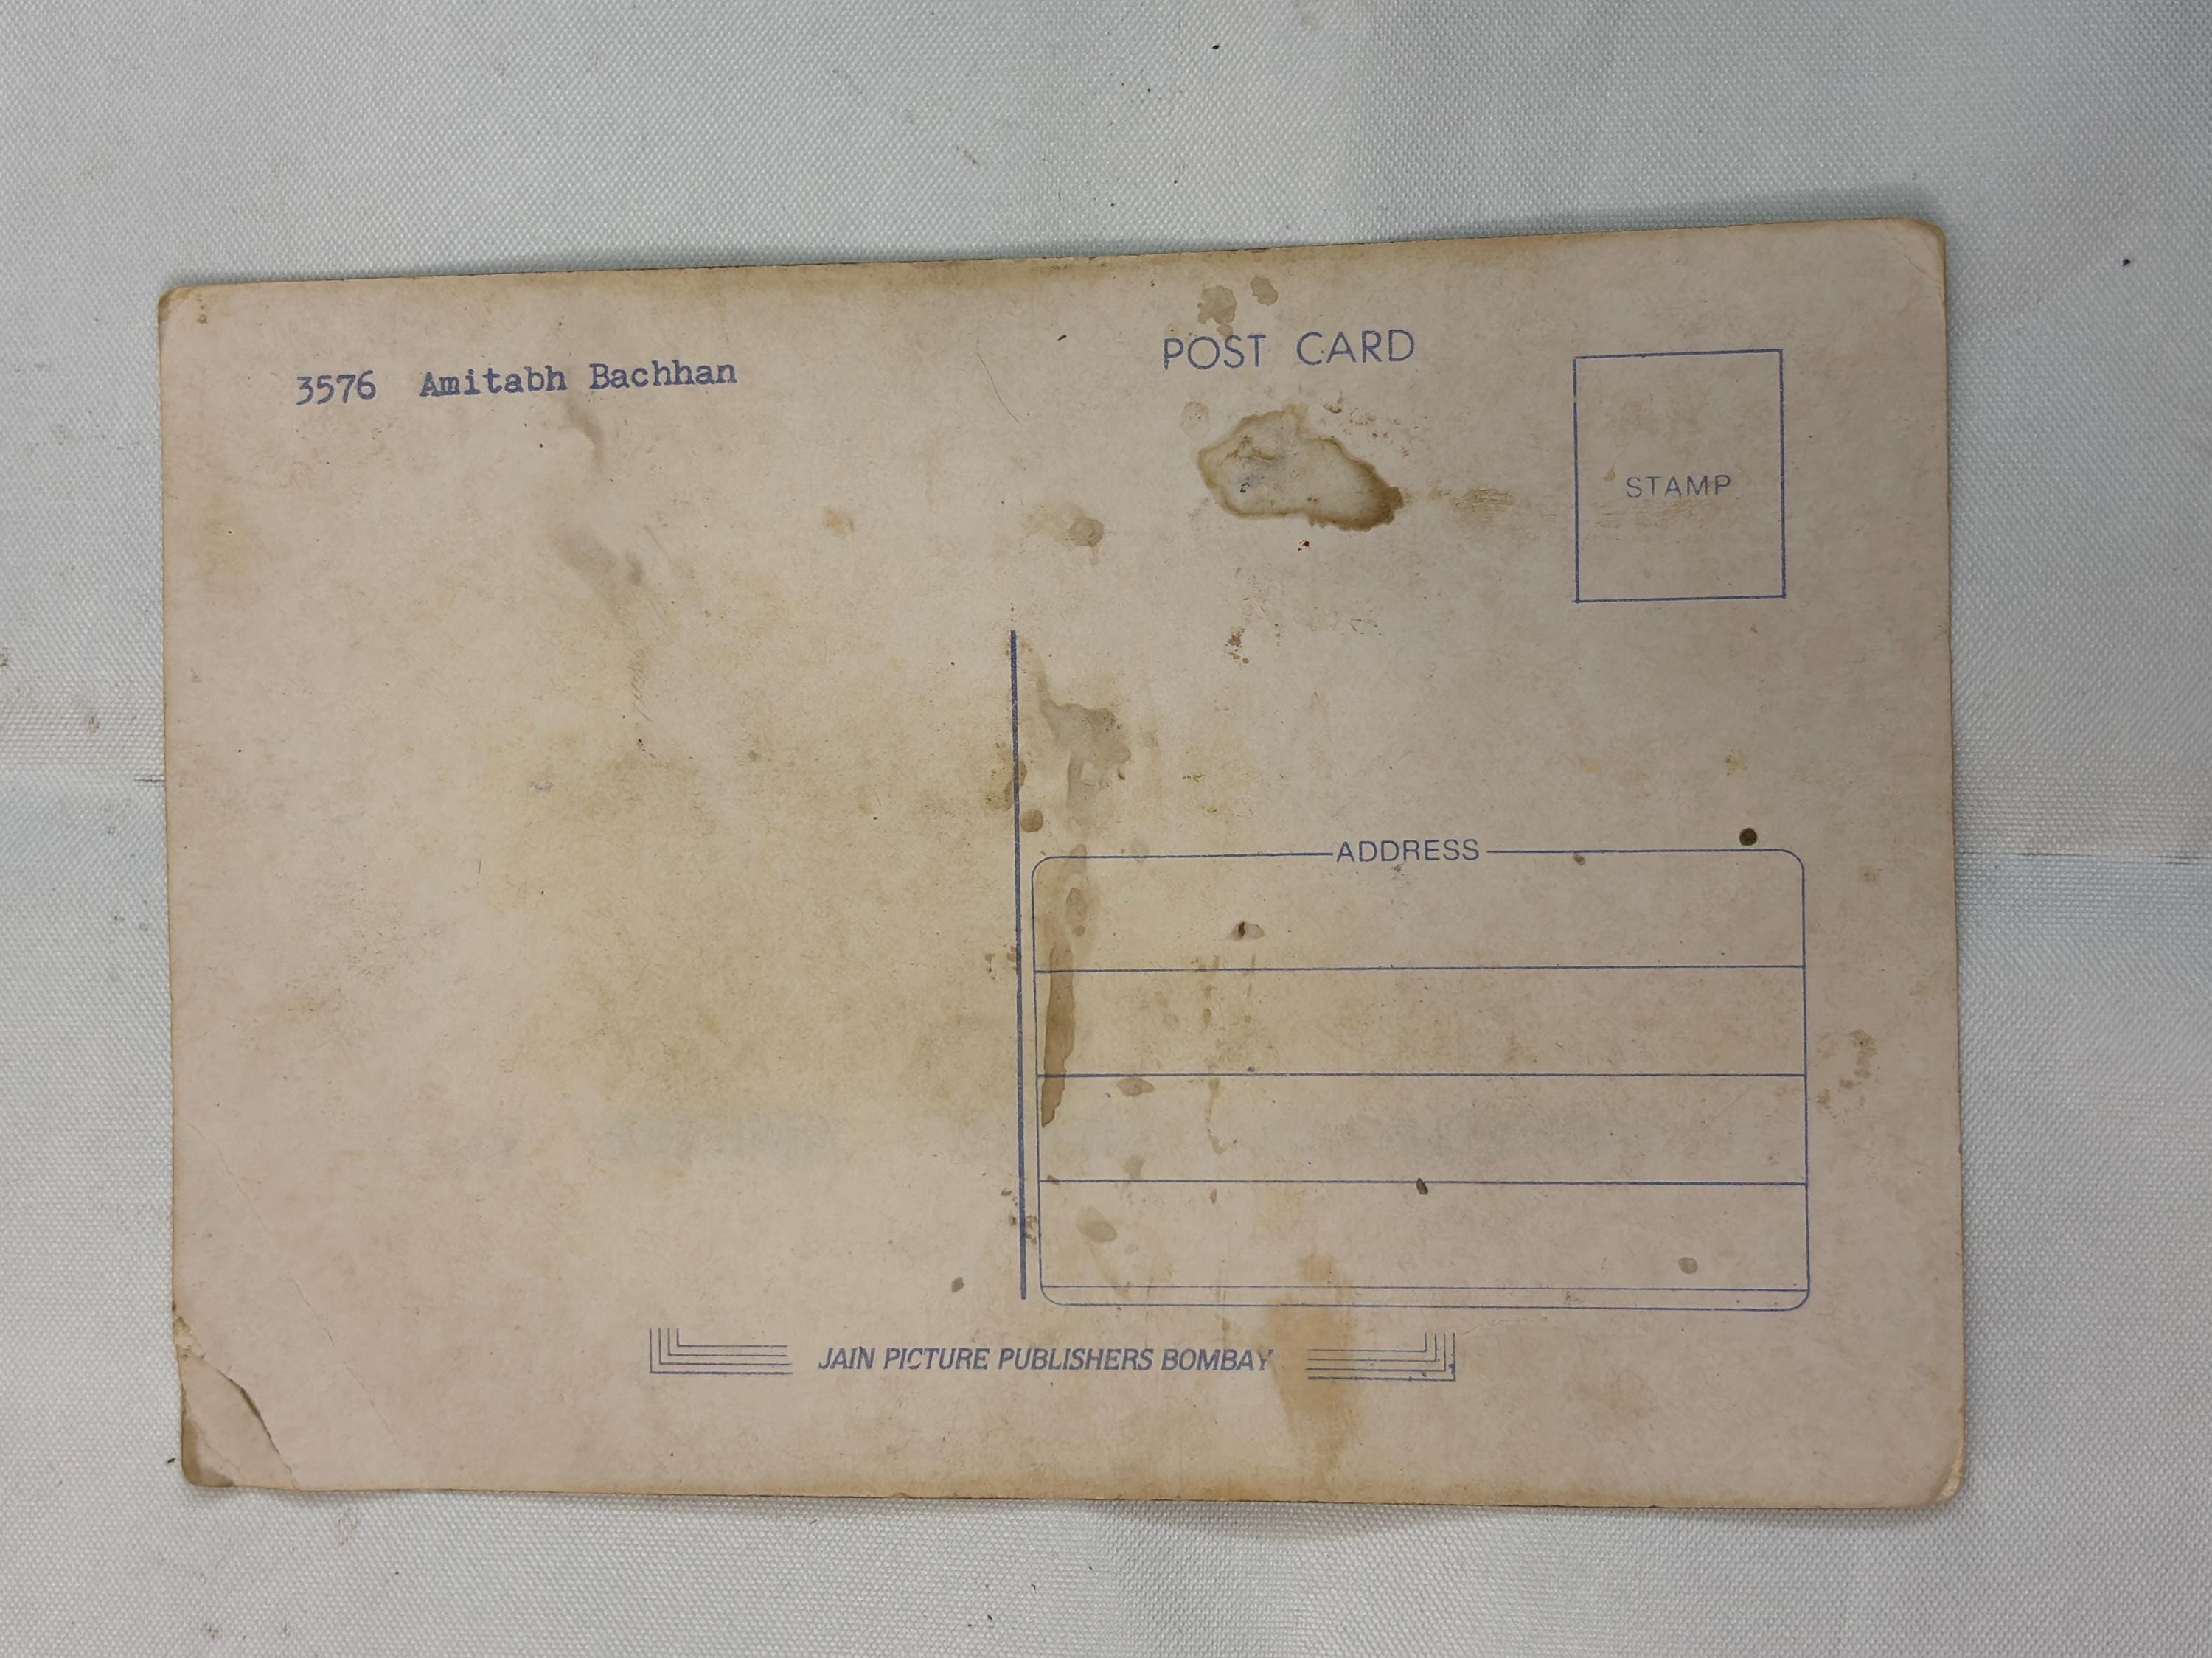 3576 Amitabh Bachhan
POST CARD
STAMP
ADDRESS
JAIN PICTURE PUBLISHERS BOMBAY